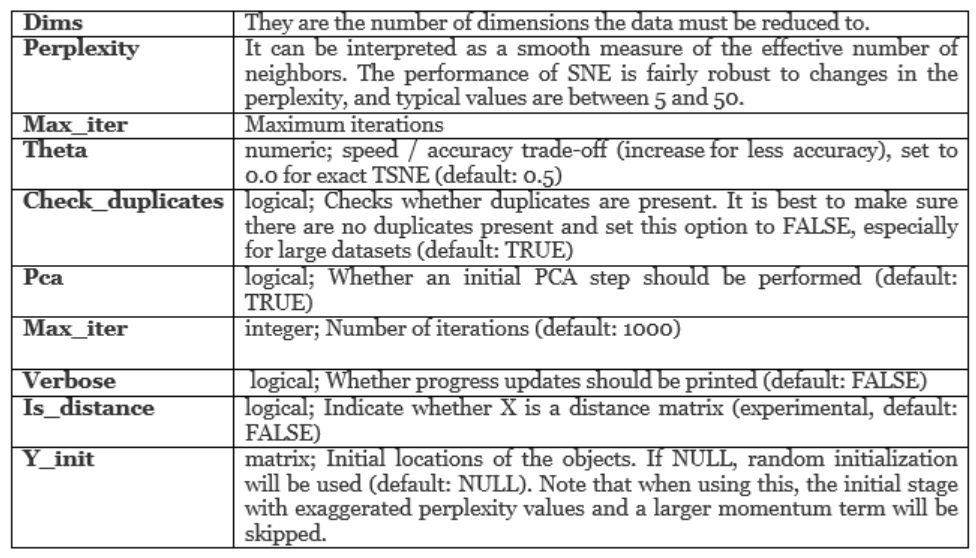 Dims They are the number of dimensions the data must be reduced to.
Perplexity It can be interpreted as a smooth measure of the effective number of
neighbors. The performance of SNE is fairly robust to changes in the
perplexity, and typical values are between 5 and 50.
Max_iter Maximum iterations
Theta numeric; speed / accuracy trade-off (increase for less accuracy), set to
0.0 for exact TSNE (default: 0.5)
Check_duplicates logical; Checks whether duplicates are present. It is best to make sure
there are no duplicates present and set this option to FALSE, especially
for large datasets (default: TRUE)
Pca logical; Whether an initial PCA step should be performed (default:
TRUE)
Max_iter integer; Number of iterations (default: 1000)
Verbose logical; Whether progress updates should be printed (default: FALSE)
Is_distance logical; Indicate whether X is a distance matrix (experimental, default:
FALSE)
Y_init matrix; Initial locations of the objects. If NULL, random initialization
will be used (default: NULL). Note that when using this, the initial stage
with exaggerated perplexity values and a larger momentum term will be
skipped.